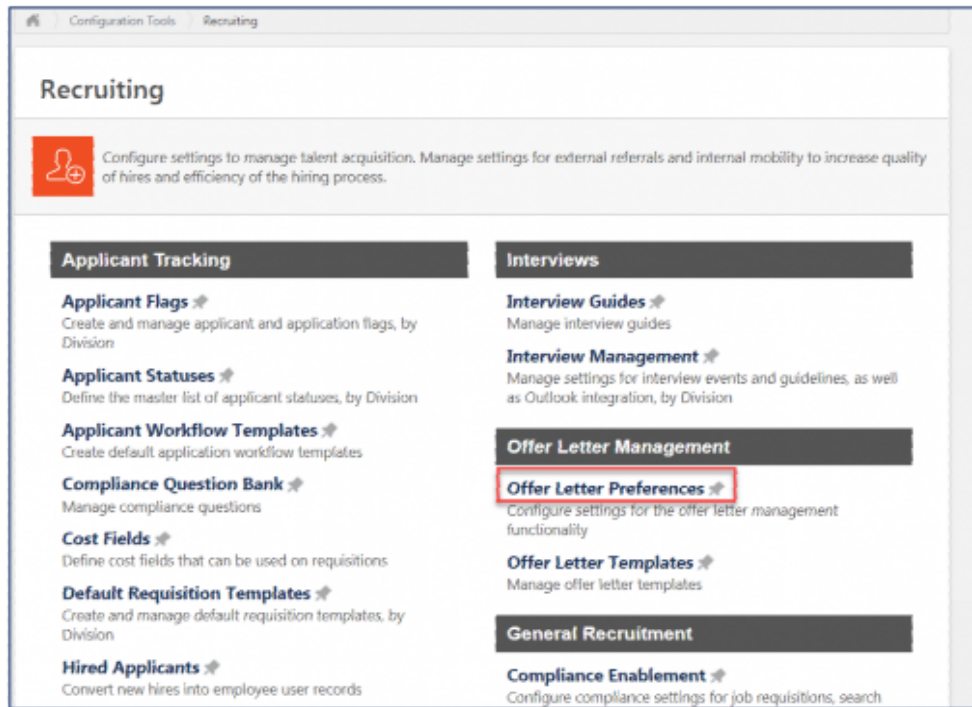 Configuration Tools Recruiting
Recruiting
Configure settings to manage talent acquisition. Manage settings for external referrals and internal mobility to increase quality
of hires and efficiency of the hiring process.
Applicant Tracking
Applicant Flags
Create and manage applicant and application flags, by
Division
Applicant Statuses
Define the master list of applicant statuses, by Division
Applicant Workflow Templates
Create default application workflow templates
Compliance Question Bank
Manage compliance questions
Cost Fields
Define cost fields that can be used on requisitions
Default Requisition Templates
Create and manage default requisition templates, by
Division
Hired Applicants
Convert new hires into employee user records
Interviews
Interview Guides
Manage interview guides
Interview Management
Manage settings for interview events and guidelines, as well
as Outlook integration, by Division
Offer Letter Management
Offer Letter Preferences
Configure settings for the offer letter management
functionality
Offer Letter Templates
Manage offer letter templates
General Recruitment
Compliance Enablement
Configure compliance settings for job requisitions, search